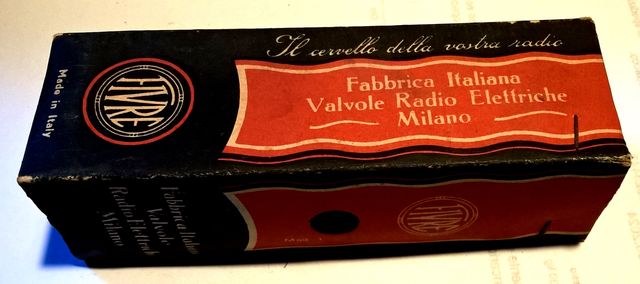 Il cervello della vostra radio
Made in Italy
FIVRE
Fabbrica Italiana
Valvole Radio Elettriche
Milano
Fabbrica Italiana
Valvole
Radio Elettriche
Milano
FIVRE